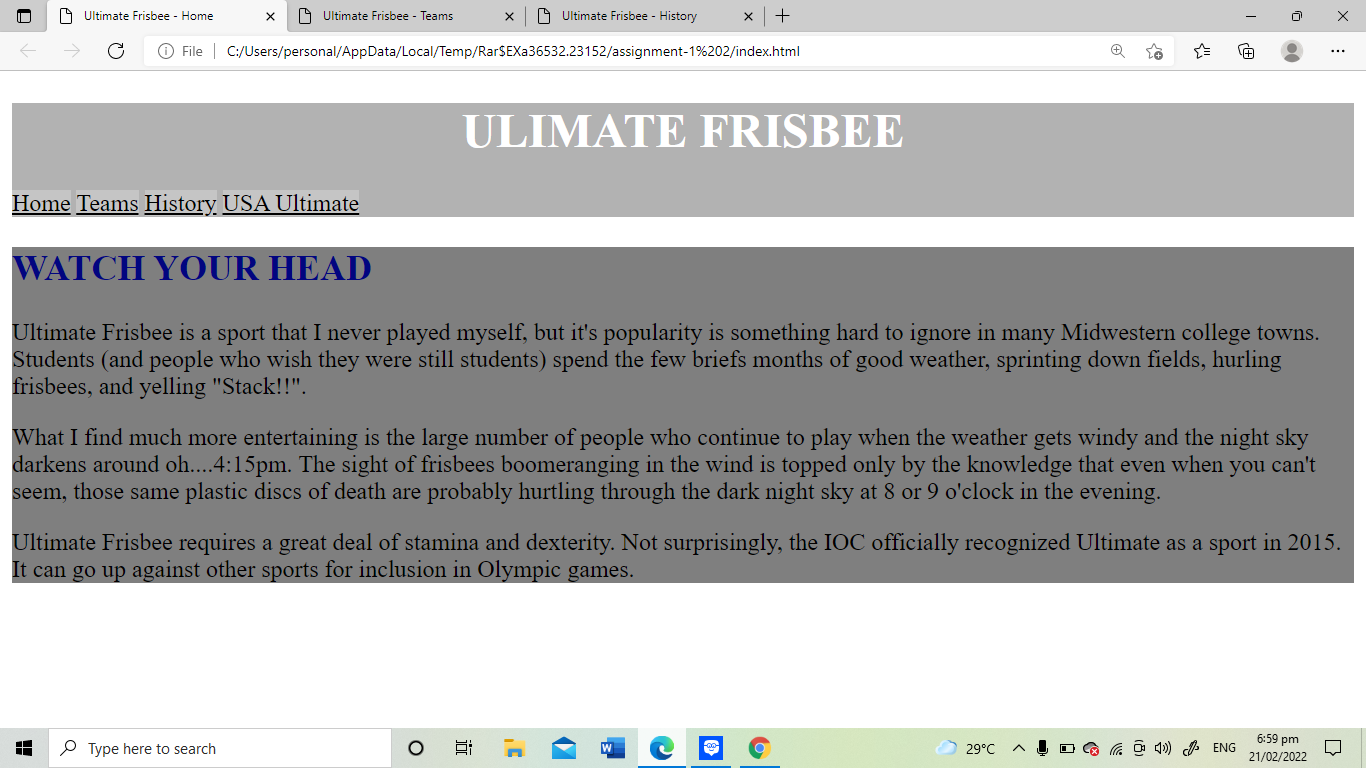 Ultimate Frisbee - Home
Ultimate Frisbee - Teams
Ultimate Frisbee - History
File
C:/Users/personal/AppData/Local/Temp/Rar$EXa36532.23152/assignment-1%202/index.html
ULIMATE FRISBEE
Home Teams History USA Ultimate
WATCH YOUR HEAD
Ultimate Frisbee is a sport that I never played myself, but it's popularity is something hard to ignore in many Midwestern college towns.
Students (and people who wish they were still students) spend the few briefs months of good weather, sprinting down fields, hurling
frisbees, and yelling "Stack!!".
What I find much more entertaining is the large number of people who continue to play when the weather gets windy and the night sky
darkens around oh....4:15pm. The sight of frisbees boomeranging in the wind is topped only by the knowledge that even when you can't
seem, those same plastic discs of death are probably hurtling through the dark night sky at 8 or 9 o'clock in the evening.
Ultimate Frisbee requires a great deal of stamina and dexterity. Not surprisingly, the IOC officially recognized Ultimate as a sport in 2015.
It can go up against other sports for inclusion in Olympic games.
Type here to search
29°C
ENG
6:59 pm
21/02/2022